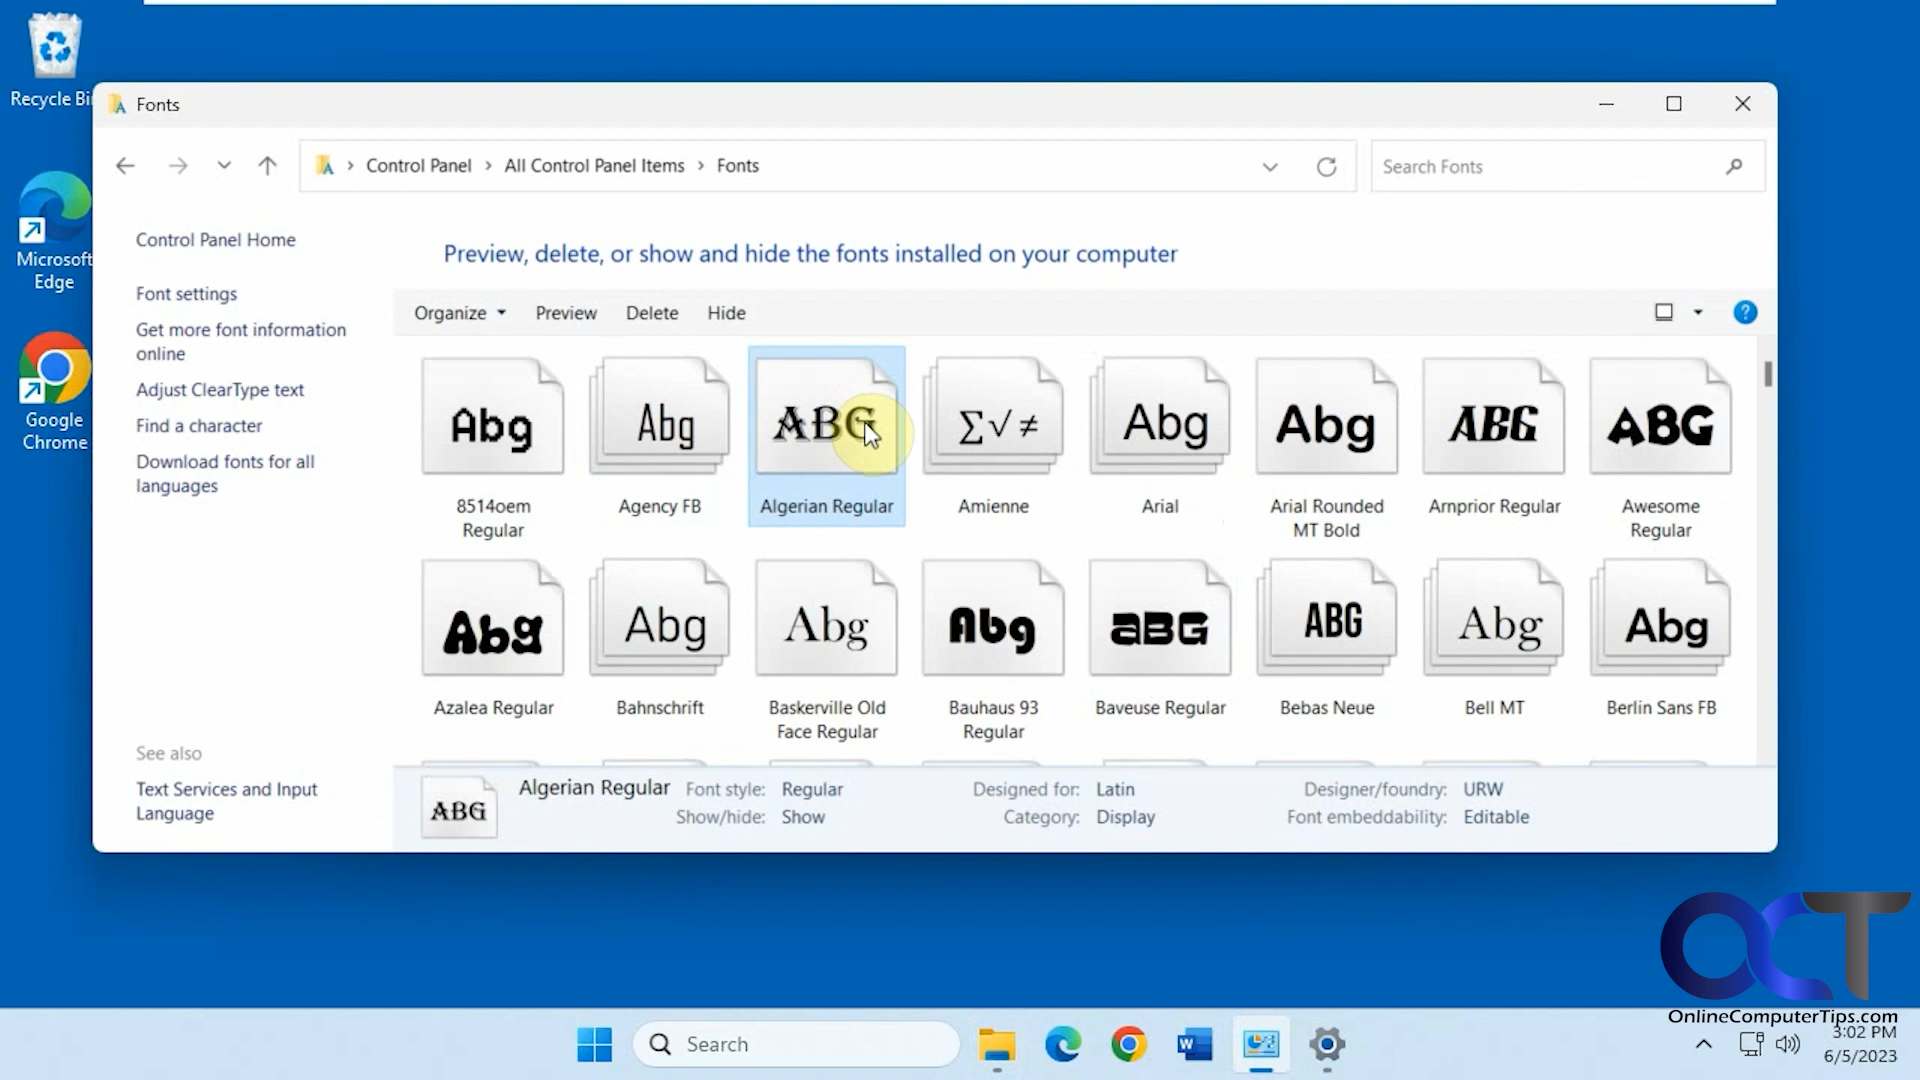 Recycle Bi
Fonts
Control Panel > All Control Panel Items > Fonts
Search Fonts
Microsoft
Edge
Google
Chrome
Control Panel Home
Font settings
Get more font information
online
Adjust ClearType text
Find a character
Download fonts for all
languages
See also
Text Services and Input
Language
Preview, delete, or show and hide the fonts installed on your computer
Organize Preview Delete Hide
?
Abg Abg ABG ∑√≠ Abg Abg ABG ABG
8514oem
Regular
Agency FB
Algerian Regular
Amienne
Arial
Arial Rounded
MT Bold
Arnprior Regular
Awesome
Regular
Abg Abg Abg Abg aBG ABG Abg Abg
Azalea Regular
Bahnschrift
Baskerville Old
Face Regular
Bauhaus 93
Regular
Baveuse Regular
Bebas Neue
Bell MT
Berlin Sans FB
ABG
Algerian Regular Font style: Regular Designed for: Latin Designer/foundry: URW
Show/hide: Show Category: Display Font embeddability: Editable
OCT
OnlineComputerTips.com
Search
W
3:02 PM
6/5/2023